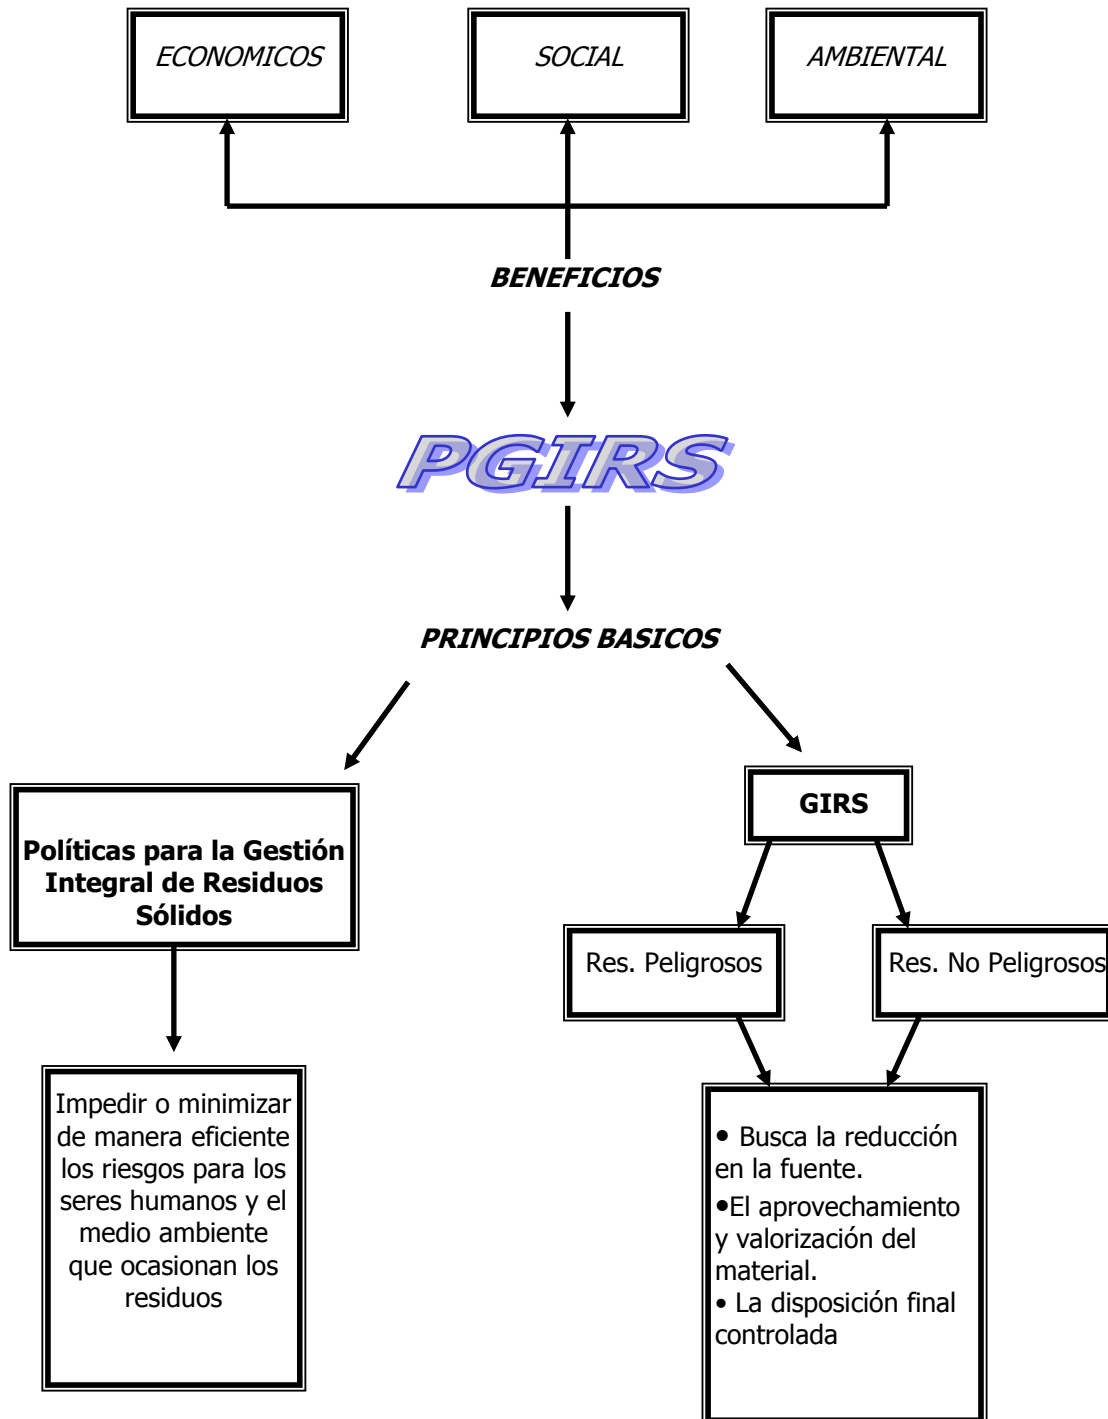 ECONOMICOS
SOCIAL
AMBIENTAL
BENEFICIOS
PGIRS
PRINCIPIOS BASICOS
Políticas para la Gestión
Integral de Residuos
Sólidos
GIRS
Res. Peligrosos
Res. No Peligrosos
Impedir o minimizar
de manera eficiente
los riesgos para los
seres humanos y el
medio ambiente
que ocasionan los
residuos
• Busca la reducción
en la fuente.
•El aprovechamiento
y valorización del
material.
• La disposición final
controlada